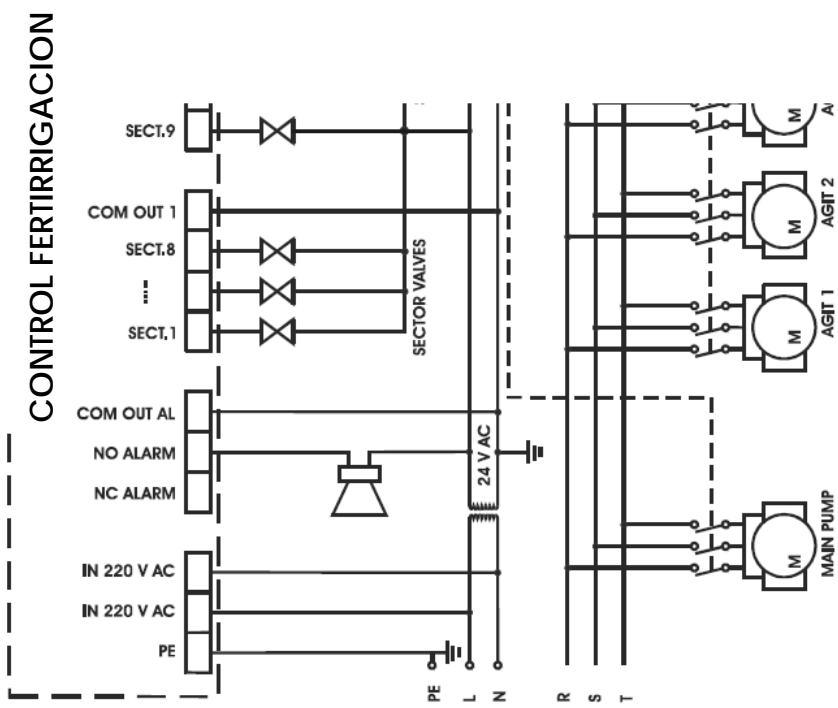 CONTROL FERTIRRIGACION
SECT.9
COM OUT 1
SECT.8
SECT.1
COM OUT AL
NO ALARM
NC ALARM
IN 220 V AC
IN 220 V AC
PE
SECTOR VALVES
24 V AC
PE
L
N
R
S
T
M
M
AGIT 2
M
AGIT 1
M
MAIN PUMP